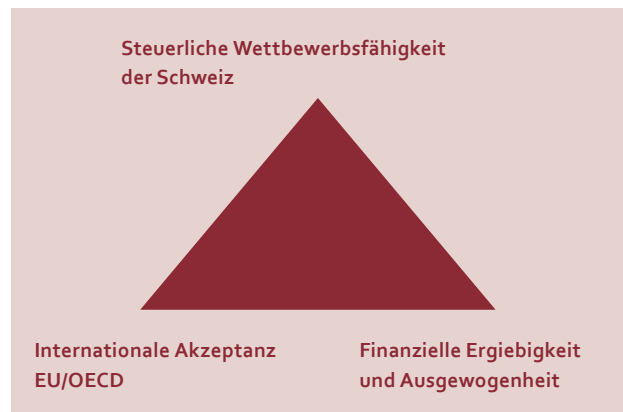 Steuerliche Wettbewerbsfähigkeit
der Schweiz
Internationale Akzeptanz
EU/OECD
Finanzielle Ergiebigkeit
und Ausgewogenheit